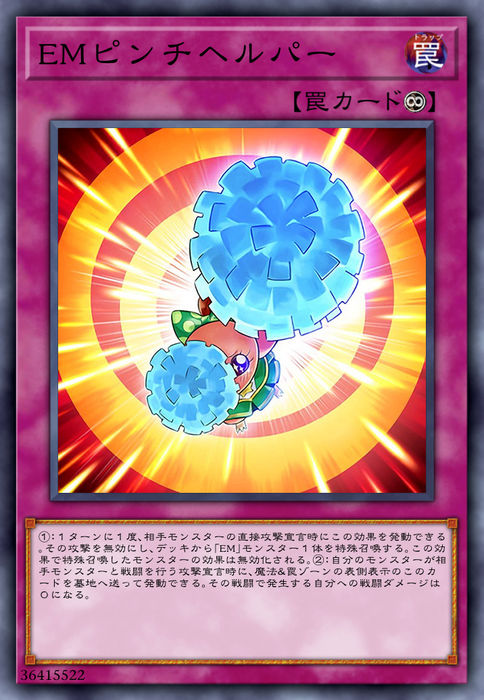 EMピンチヘルパー
トラップ
罠
【罠カード♾】
①:1ターンに1度、相手モンスターの直接攻撃宣言時にこの効果を発動できる
。その攻撃を無効にし、デッキから「EM」モンスター1体を特殊召喚する。この効
果で特殊召喚したモンスターの効果は無効化される。②:自分のモンスターが相
手モンスターと戦闘を行う攻撃宣言時に、魔法&罠ゾーンの表側表示のこのカ
ードを墓地へ送って発動できる。その戦闘で発生する自分への戦闘ダメージは
0になる。
36415522